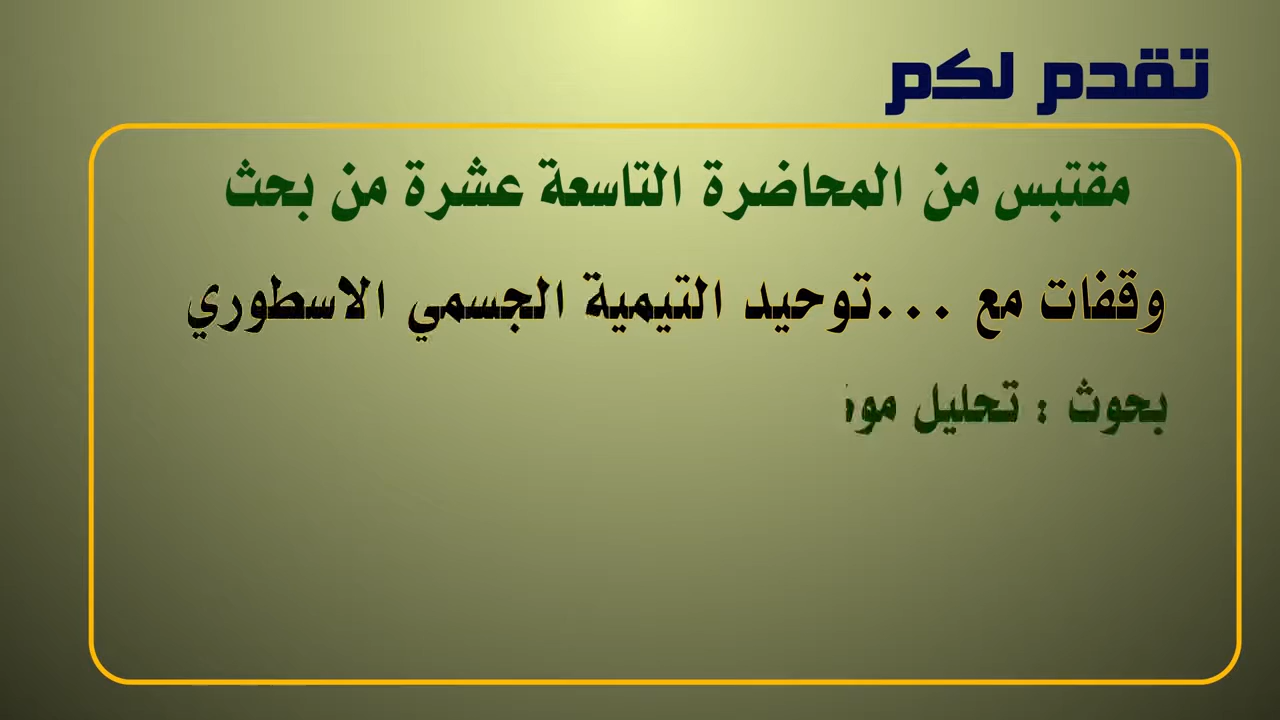 تقدم لكم
مقتبس من المحاضرة التاسعة عشرة من بحث
وقفات مع ...توحيد التيمية الجسمي الاسطوري
بحوث : تحليل